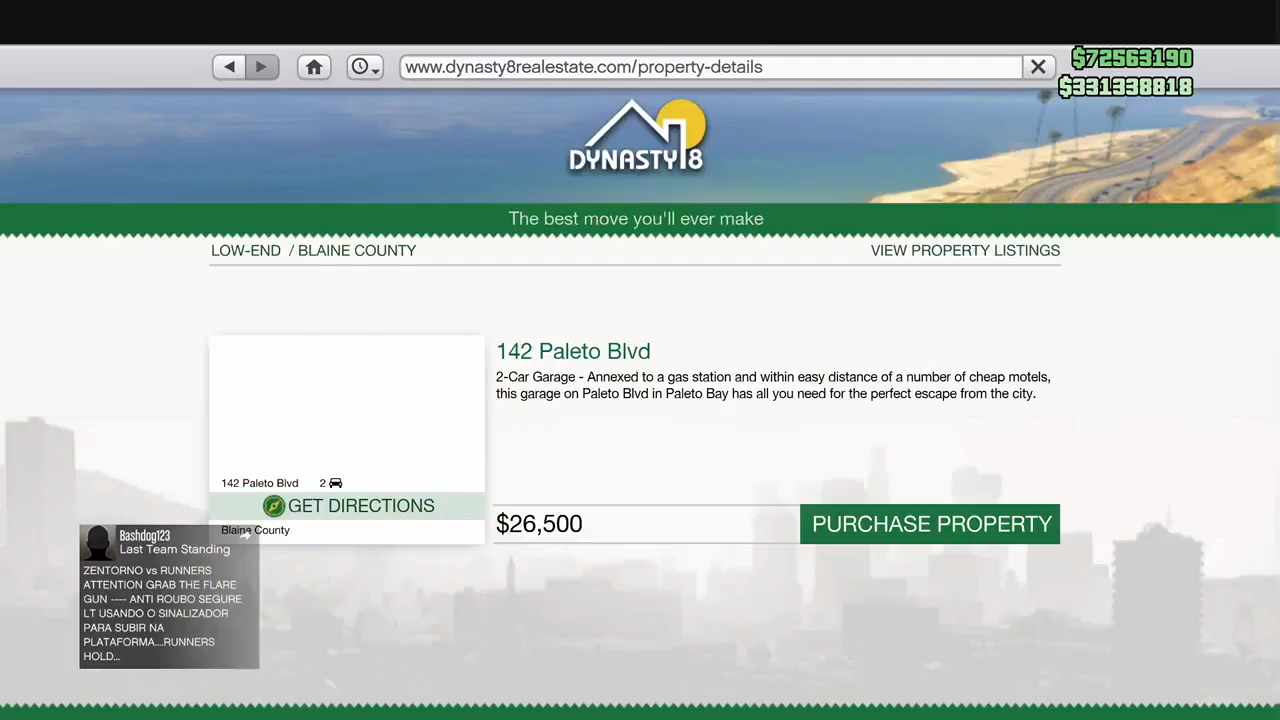 www.dynasty8realestate.com/property-details
$72563190
$331338818
DYNASTY 8
The best move you'll ever make
LOW-END / BLAINE COUNTY
VIEW PROPERTY LISTINGS
142 Paleto Blvd
2-Car Garage - Annexed to a gas station and within easy distance of a number of cheap motels,
this garage on Paleto Blvd in Paleto Bay has all you need for the perfect escape from the city.
142 Paleto Blvd 2
GET DIRECTIONS
Blaine County
$26,500
PURCHASE PROPERTY
Bashdog123
Last Team Standing
ZENTORNO vs RUNNERS
ATTENTION GRAB THE FLARE
GUN ---- ANTI ROUBO SEGURE
LT USANDO O SINALIZADOR
PARA SUBIR NA
PLATAFORMA...RUNNERS
HOLD...